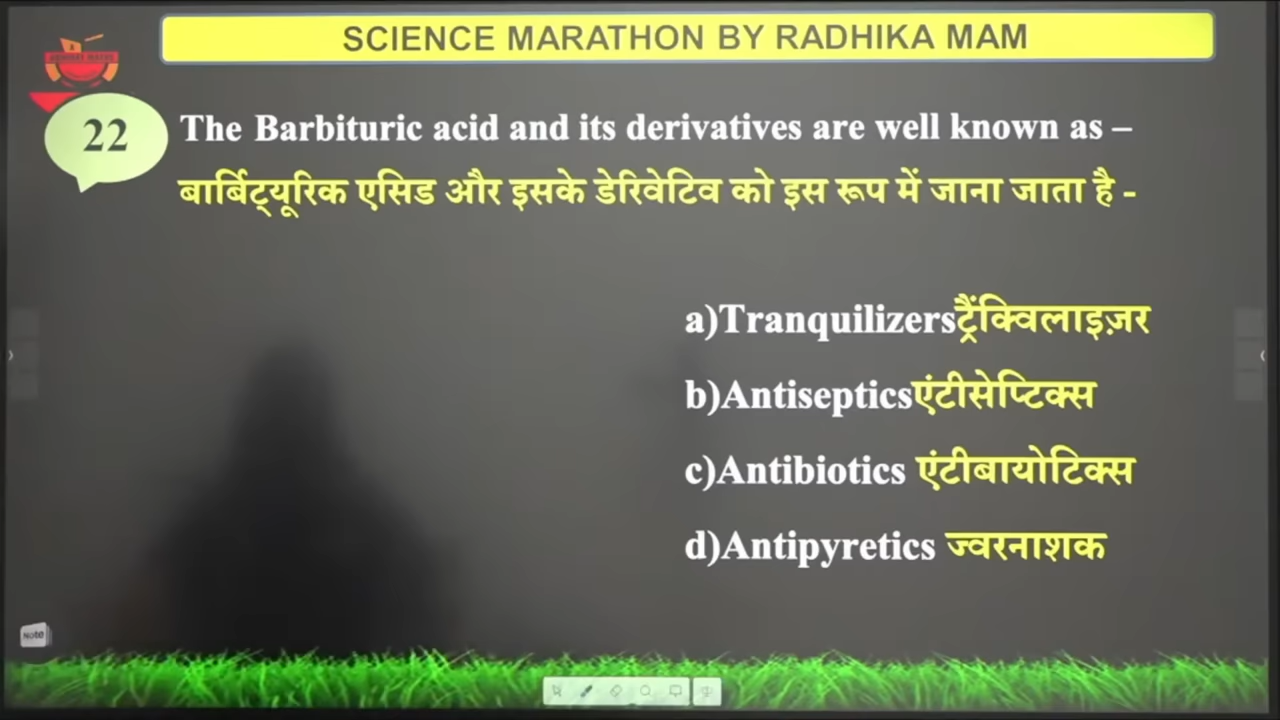 SCIENCE MARATHON BY RADHIKA MAM
22
The Barbituric acid and its derivatives are well known as –
बार्बिट्यूरिक एसिड और इसके डेरिवेटिव को इस रूप में जाना जाता है -
a)Tranquilizersट्रैंक्विलाइज़र
b)Antisepticsएंटीसेप्टिक्स
c)Antibiotics एंटीबायोटिक्स
d)Antipyretics ज्वरनाशक
Note